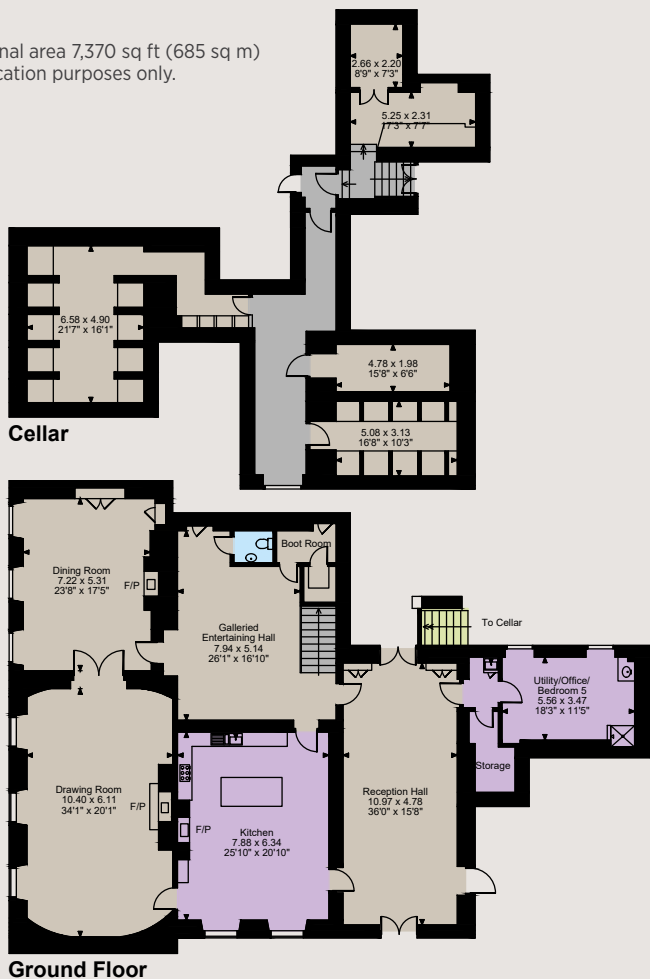 nal area 7,370 sq ft (685 sq m)
cation purposes only.
2.66 x 2.20
8'9" x 7'3"
5.25 x 2.31
17'3" x 7'7"
6.58 x 4.90
21'7" x 16'1"
4.78 x 1.98
15'8" x 6'6"
5.08 x 3.13
16'8" x 10'3"
Cellar
Dining Room
7.22 x 5.31
23'8" x 17'5"
F/P
Boot Room
Galleried
Entertaining Hall
7.94 x 5.14
26'1" x 16'10"
To Cellar
Utility/Office/
Bedroom 5
5.56 x 3.47
18'3" x 11'5"
Storage
Drawing Room
10.40 x 6.11
34'1" x 20'1"
F/P
F/P
Kitchen
7.88 x 6.34
25'10" x 20'10"
Reception Hall
10.97 x 4.78
36'0" x 15'8"
Ground Floor